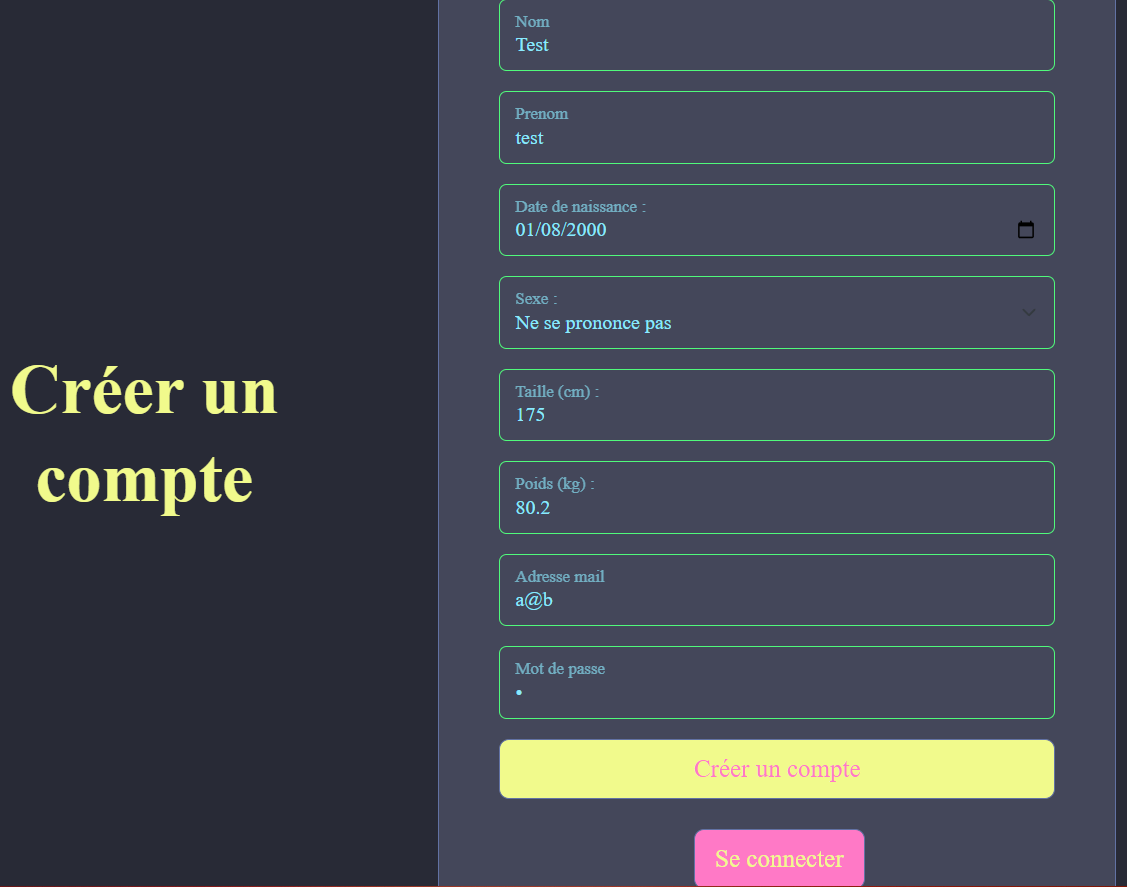 Créer un
compte
Nom
Test
Prenom
test
Date de naissance :
01/08/2000
Sexe :
Ne se prononce pas
Taille (cm) :
175
Poids (kg) :
80.2
Adresse mail
a@b
Mot de passe
•
Créer un compte
Se connecter